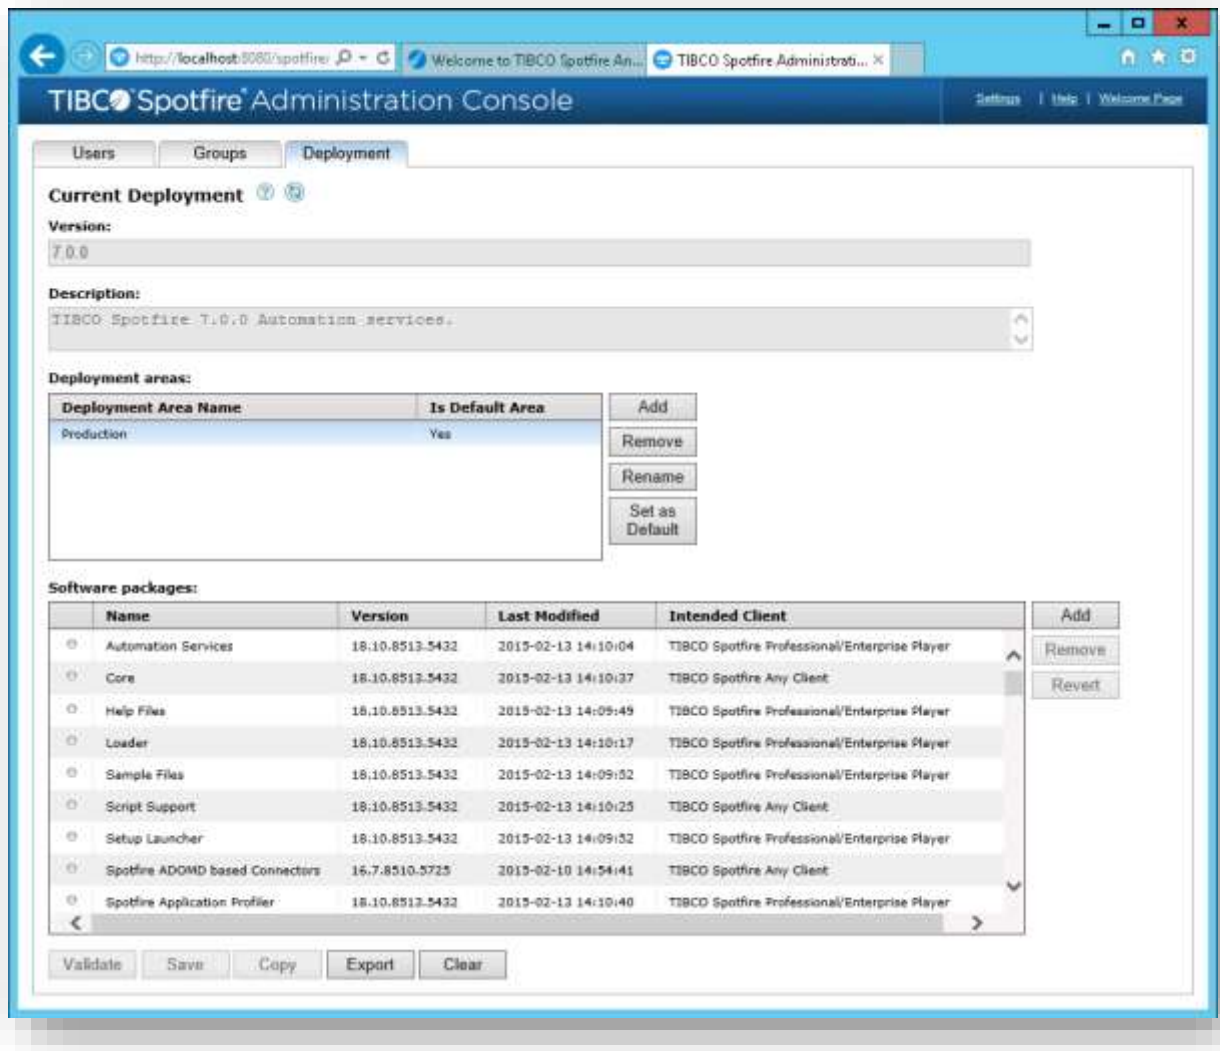 http://localhost:8080/spotfire/
Welcome to TIBCO Spotfire An...
TIBCO Spotfire Administrati...
TIBCO Spotfire Administration Console
Settings | Help | Welcome Page
Users Groups Deployment
Current Deployment
Version:
7.0.0
Description:
TIBCO Spotfire 7.0.0 Automation services.
Deployment areas:
Deployment Area Name Is Default Area
Production Yes
Add
Remove
Rename
Set as
Default
Software packages:
Name Version Last Modified Intended Client
Automation Services 18.10.8513.5432 2015-02-13 14:10:04 TIBCO Spotfire Professional/Enterprise Player
Core 18.10.8513.5432 2015-02-13 14:10:37 TIBCO Spotfire Any Client
Help Files 18.10.8513.5432 2015-02-13 14:09:49 TIBCO Spotfire Professional/Enterprise Player
Loader 18.10.8513.5432 2015-02-13 14:10:17 TIBCO Spotfire Professional/Enterprise Player
Sample Files 18.10.8513.5432 2015-02-13 14:09:52 TIBCO Spotfire Professional/Enterprise Player
Script Support 18.10.8513.5432 2015-02-13 14:10:25 TIBCO Spotfire Any Client
Setup Launcher 18.10.8513.5432 2015-02-13 14:09:52 TIBCO Spotfire Professional/Enterprise Player
Spotfire ADOMD based Connectors 16.7.8510.5725 2015-02-10 14:54:41 TIBCO Spotfire Any Client
Spotfire Application Profiler 18.10.8513.5432 2015-02-13 14:10:40 TIBCO Spotfire Professional/Enterprise Player
Add
Remove
Revert
Validate Save Copy Export Clear